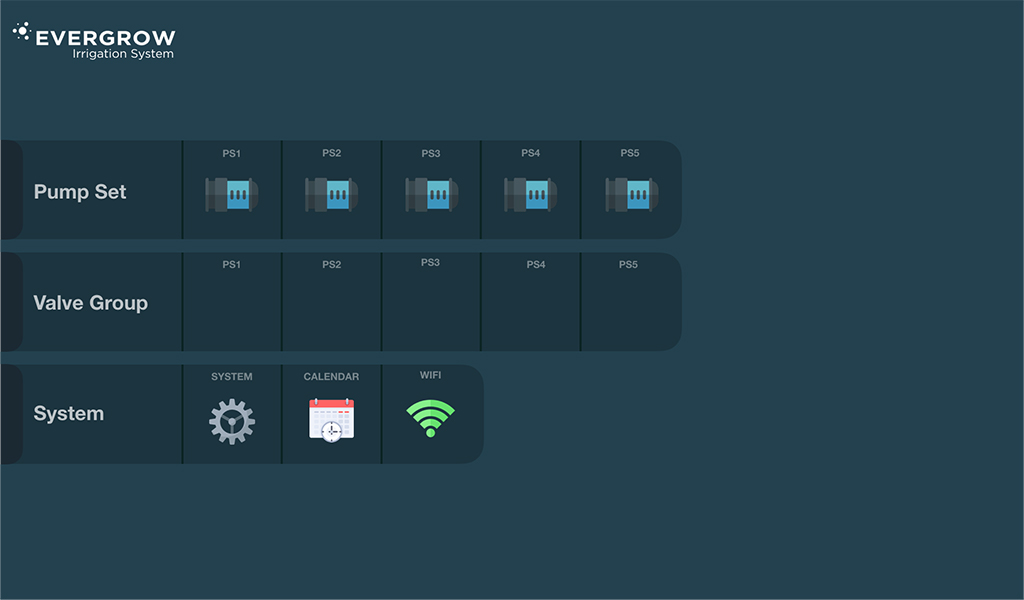 EVERGROW
Irrigation System
Pump Set
PS1
PS2
PS3
PS4
PS5
Valve Group
PS1
PS2
PS3
PS4
PS5
System
SYSTEM
CALENDAR
WIFI